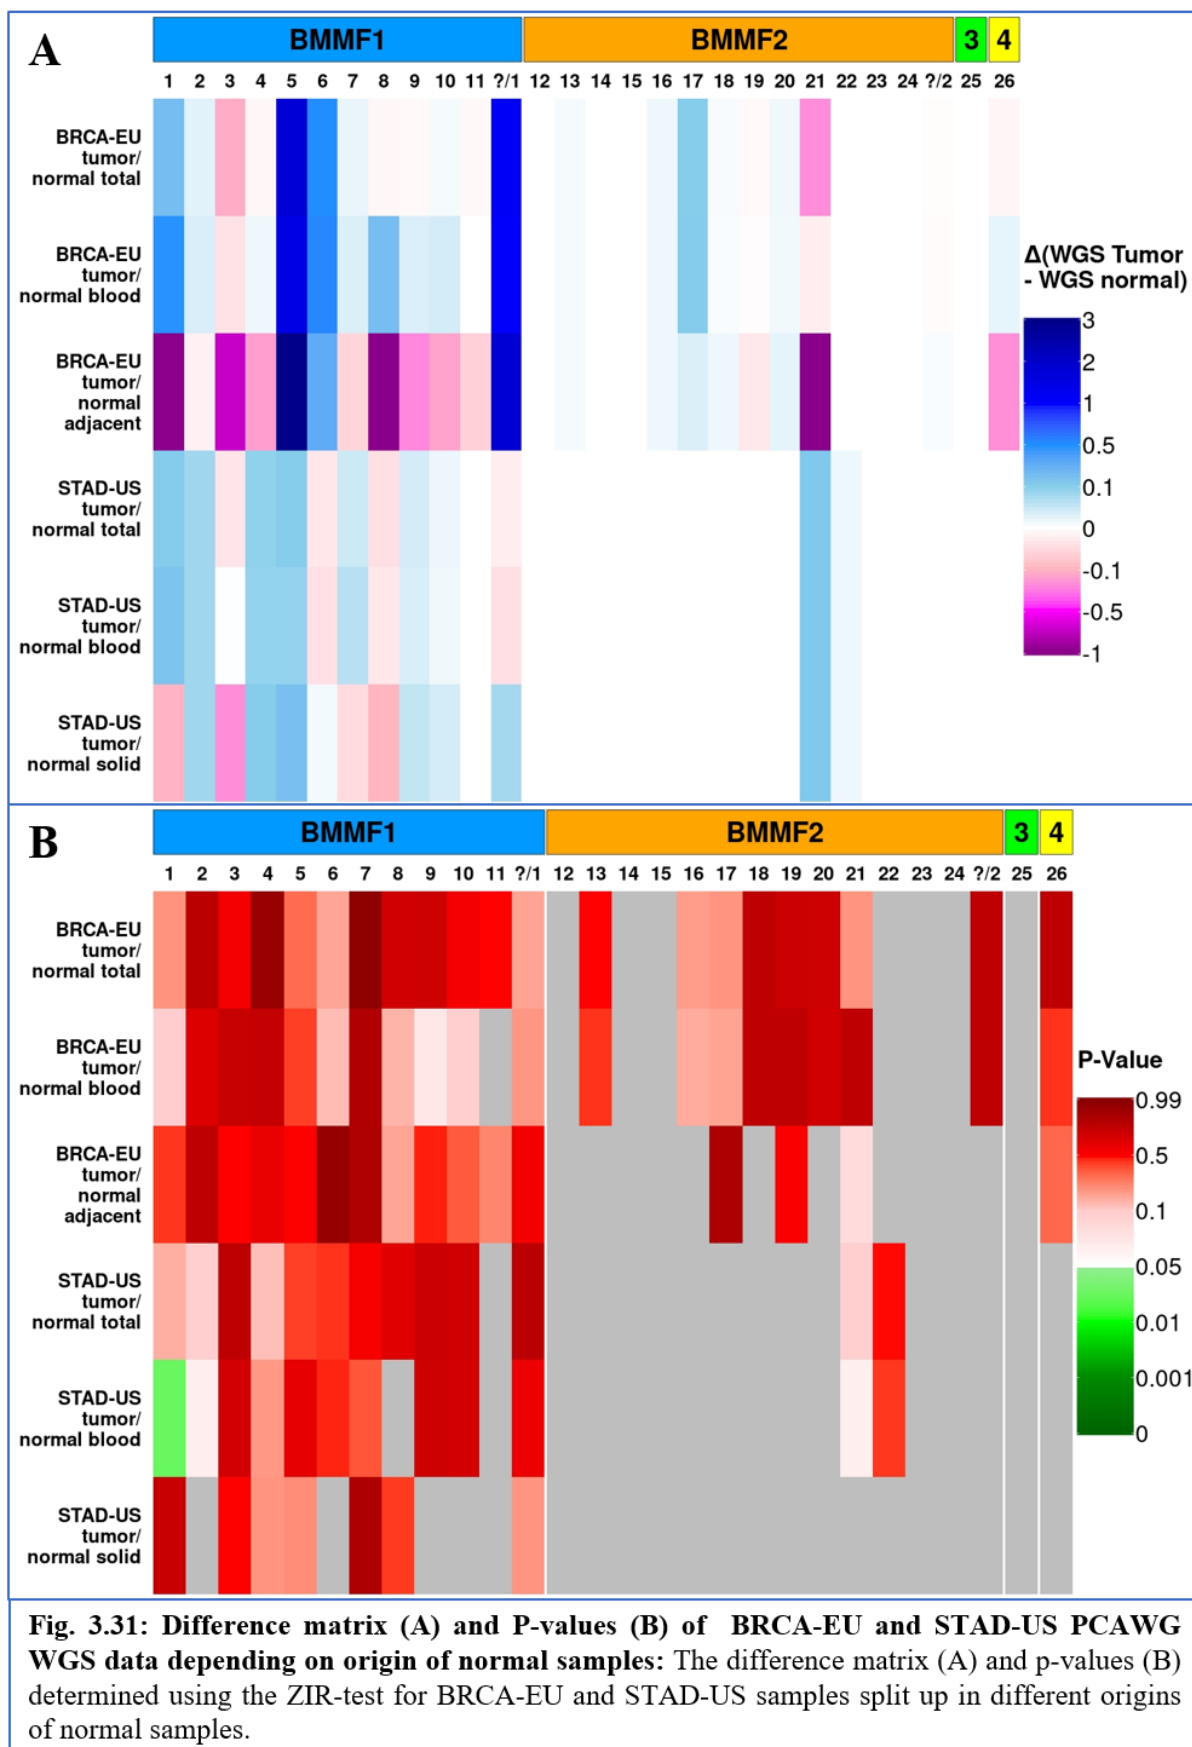 A
BMMF1 BMMF2 3 4
1 2 3 4 5 6 7 8 9 10 11 ?/1 12 13 14 15 16 17 18 19 20 21 22 23 24 ?/2 25 26
BRCA-EU
tumor/
normal total
BRCA-EU
tumor/
normal blood
BRCA-EU
tumor/
normal
adjacent
STAD-US
tumor/
normal total
STAD-US
tumor/
normal blood
STAD-US
tumor/
normal solid
Δ(WGS Tumor
- WGS normal)
3
2
1
0.5
0.1
0
-0.1
-0.5
-1
B
BMMF1 BMMF2 3 4
1 2 3 4 5 6 7 8 9 10 11 ?/1 12 13 14 15 16 17 18 19 20 21 22 23 24 ?/2 25 26
BRCA-EU
tumor/
normal total
BRCA-EU
tumor/
normal blood
BRCA-EU
tumor/
normal
adjacent
STAD-US
tumor/
normal total
STAD-US
tumor/
normal blood
STAD-US
tumor/
normal solid
P-Value
0.99
0.5
0.1
0.05
0.01
0.001
0
Fig. 3.31: Difference matrix (A) and P-values (B) of BRCA-EU and STAD-US PCAWG
WGS data depending on origin of normal samples: The difference matrix (A) and p-values (B)
determined using the ZIR-test for BRCA-EU and STAD-US samples split up in different origins
of normal samples.